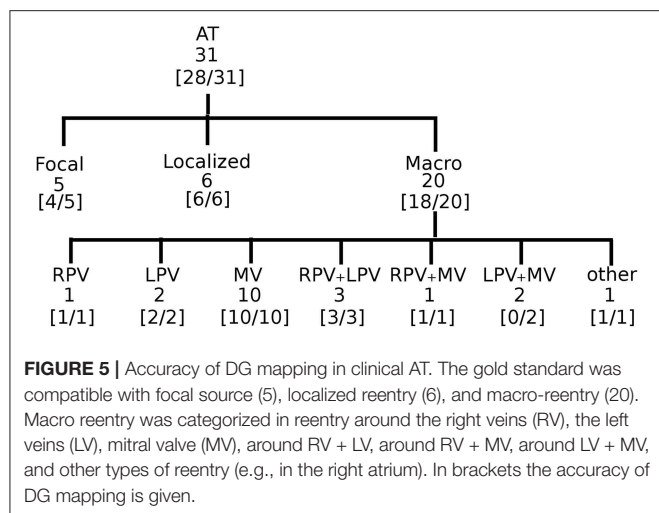 AT
31
[28/31]
Focal Localized Macro
5 6 20
[4/5] [6/6] [18/20]
RPV LPV MV RPV+LPV RPV+MV LPV+MV other
1 2 10 3 1 2 1
[1/1] [2/2] [10/10] [3/3] [1/1] [0/2] [1/1]
FIGURE 5 | Accuracy of DG mapping in clinical AT. The gold standard was
compatible with focal source (5), localized reentry (6), and macro-reentry (20).
Macro reentry was categorized in reentry around the right veins (RV), the left
veins (LV), mitral valve (MV), around RV + LV, around RV + MV, around LV + MV,
and other types of reentry (e.g., in the right atrium). In brackets the accuracy of
DG mapping is given.